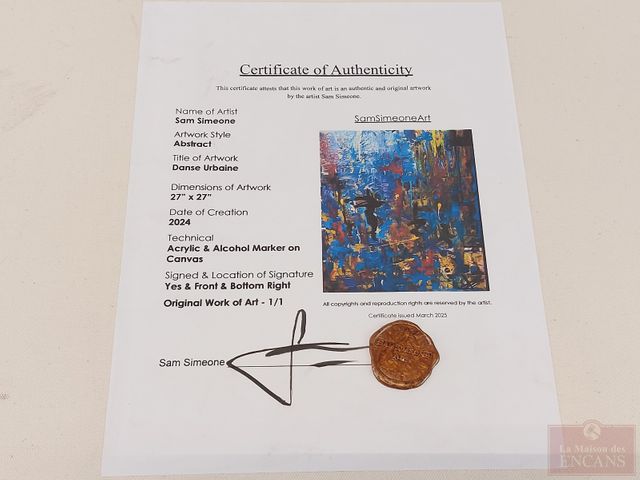 Certificate of Authenticity
This certificate attests that this work of art is an authentic and original artwork
by the artist Sam Simeone.
Name of Artist
Sam Simeone
Artwork Style
Abstract
Title of Artwork
Danse Urbaine
Dimensions of Artwork
27" x 27"
Date of Creation
2024
Technical
Acrylic & Alcohol Marker on
Canvas
Signed & Location of Signature
Yes & Front & Bottom Right
Original Work of Art - 1/1
SamSimeoneArt
All copyrights and reproduction rights are reserved by the artist.
Certificate issued March 2025
Sam Simeone
La Maison des
ENCANS